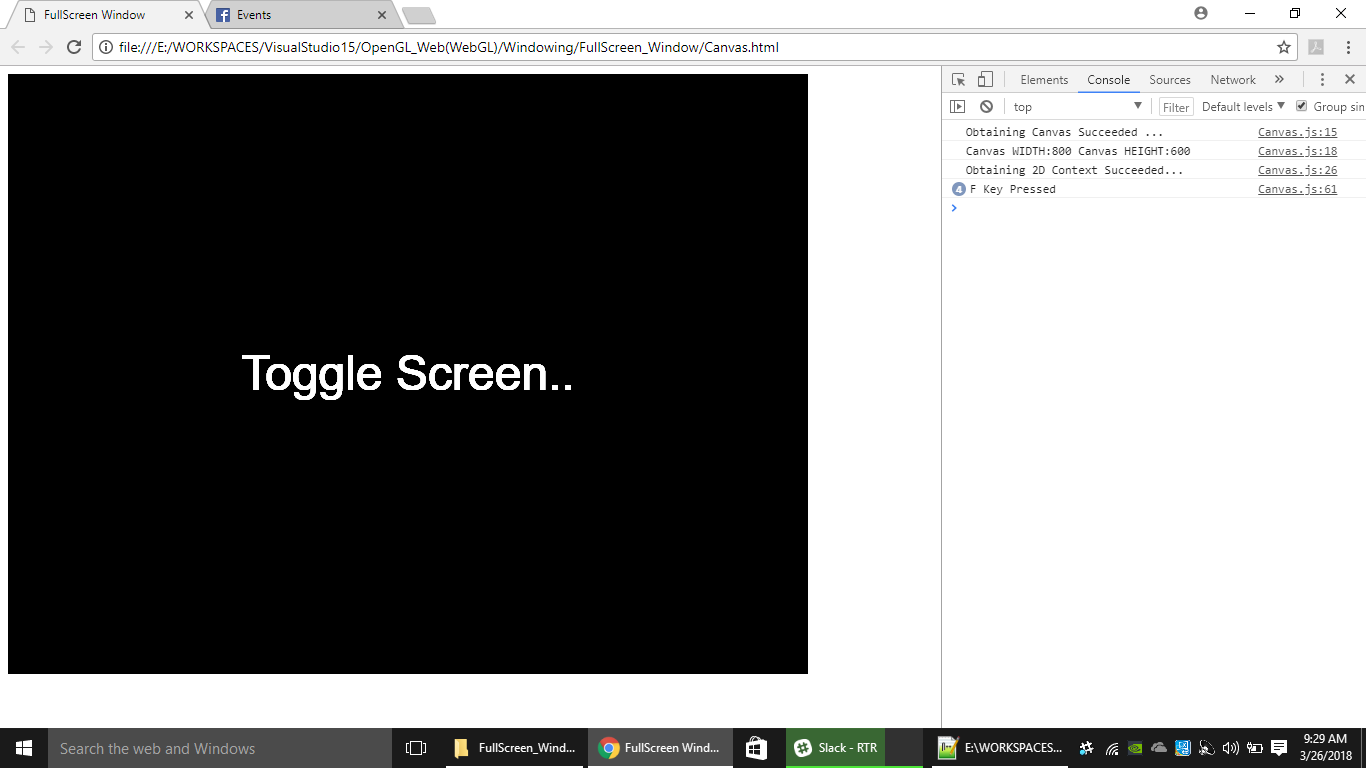 FullScreen Window
Events
file:///E:/WORKSPACES/VisualStudio15/OpenGL_Web(WebGL)/Windowing/FullScreen_Window/Canvas.html
Elements Console Sources Network »
top Filter Default levels Group sin
Obtaining Canvas Succeeded ... Canvas.js:15
Canvas WIDTH:800 Canvas HEIGHT:600 Canvas.js:18
Obtaining 2D Context Succeeded... Canvas.js:26
4 F Key Pressed Canvas.js:61
Toggle Screen..
Search the web and Windows
FullScreen_Wind...
FullScreen Wind...
Slack - RTR
E:\WORKSPACES...
9:29 AM
3/26/2018